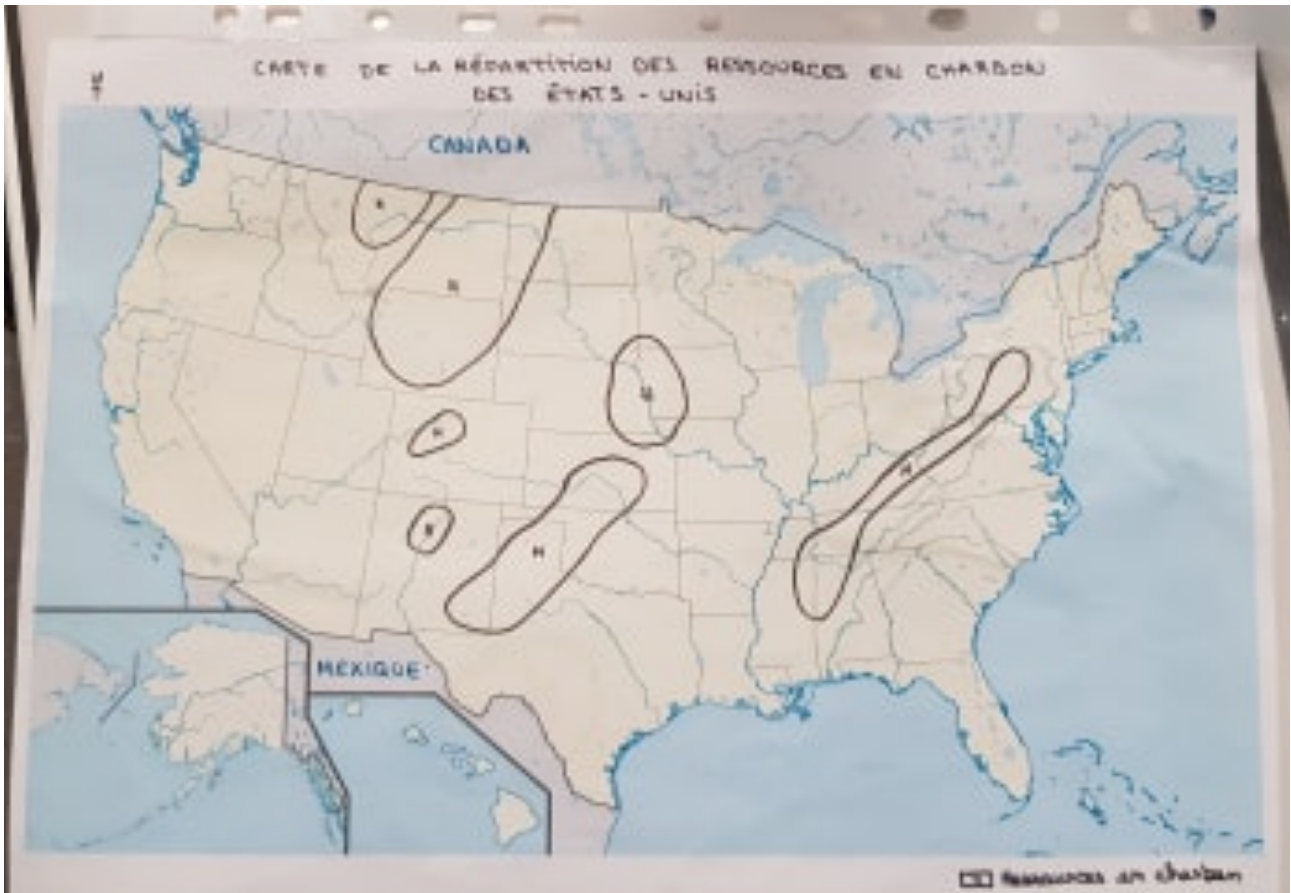 N
CARTE DE LA RÉPARTITION DES RESSOURCES EN CHARBON
DES ÉTATS - UNIS
CANADA
N
N
N
N
N
N
N
MEXIQUE
N Ressources en charbon